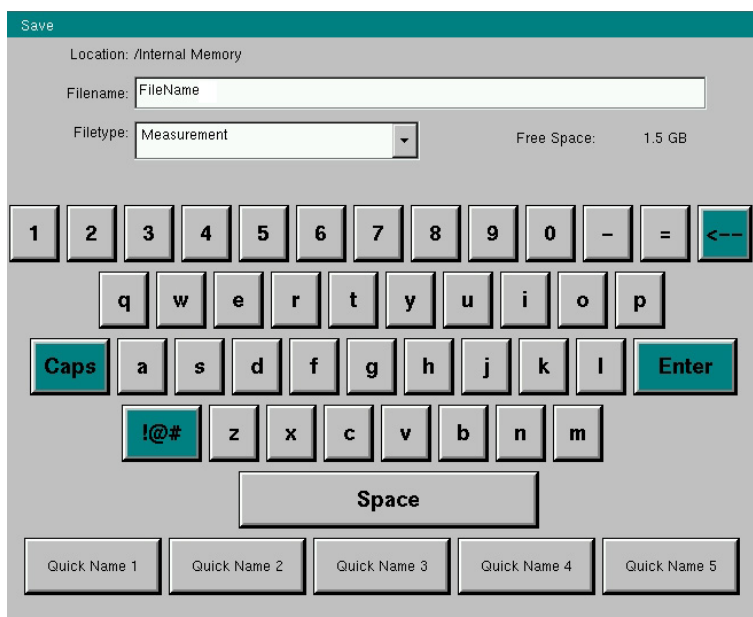 Save
Location: /Internal Memory
Filename: FileName
Filetype: Measurement Free Space: 1.5 GB
1 2 3 4 5 6 7 8 9 0 – = <--
q w e r t y u i o p
Caps a s d f g h j k l Enter
!@# z x c v b n m
Space
Quick Name 1 Quick Name 2 Quick Name 3 Quick Name 4 Quick Name 5